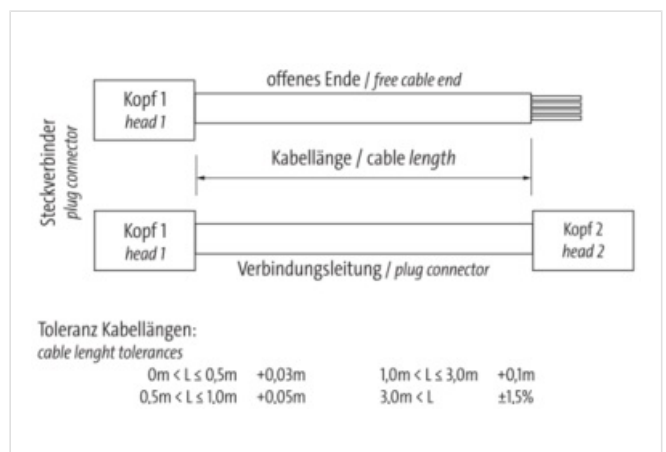 offenes Ende / free cable end
Kopf 1
head 1
Steckverbinder
plug connector
Kabellänge / cable length
Kopf 1
head 1
Kopf 2
head 2
Verbindungsleitung / plug connector
Toleranz Kabellängen:
cable lenght tolerances
0m < L ≤ 0,5m +0,03m 1,0m < L ≤ 3,0m +0,1m
0,5m < L ≤ 1,0m +0,05m 3,0m < L ±1,5%